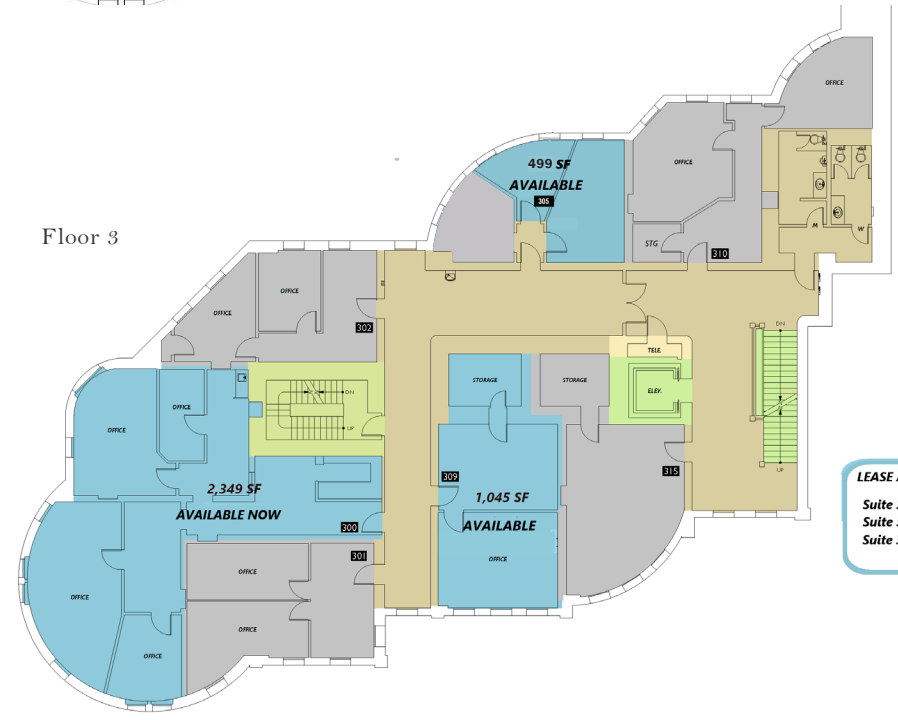 OFFICE
499 SF
AVAILABLE
305
OFFICE
STG
310
M
W
Floor 3
OFFICE
OFFICE
302
DN
TELE.
STORAGE
STORAGE
ELEV.
DN
UP
OFFICE
OFFICE
UP
2,349 SF
AVAILABLE NOW
300
309
1,045 SF
AVAILABLE
315
LEASE
Suite
Suite
Suite
301
OFFICE
OFFICE
OFFICE
OFFICE
OFFICE